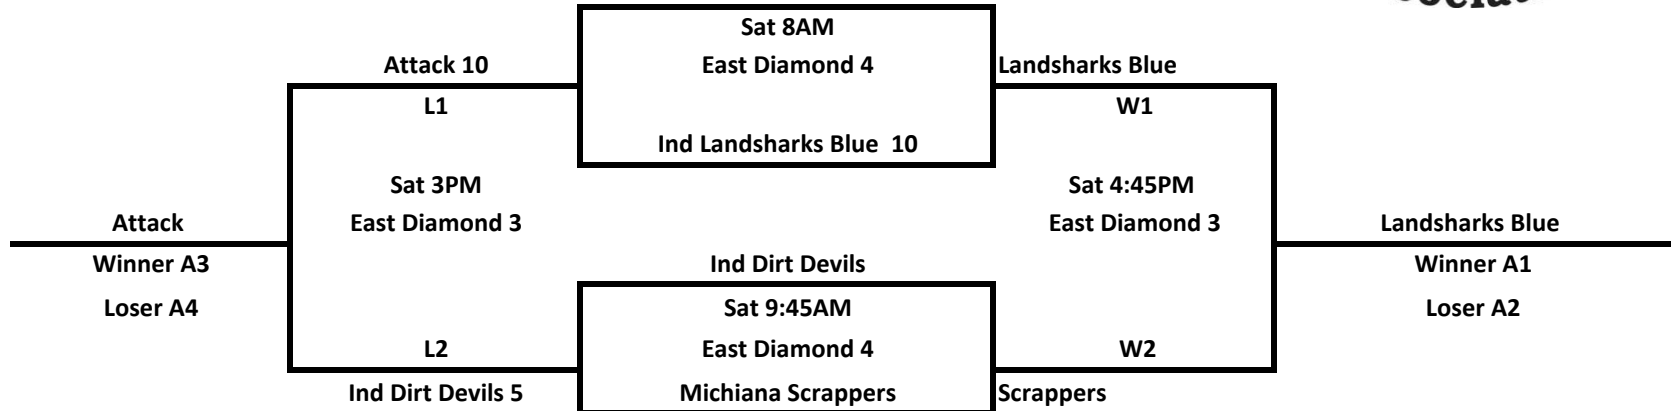 Sat 8AM
Attack 10 East Diamond 4 Landsharks Blue
L1 W1
Ind Landsharks Blue 10
Sat 3PM Sat 4:45PM
Attack East Diamond 3 East Diamond 3 Landsharks Blue
Winner A3 Ind Dirt Devils Winner A1
Loser A4 Sat 9:45AM Loser A2
L2 East Diamond 4 W2
Ind Dirt Devils 5 Michiana Scrappers Scrappers